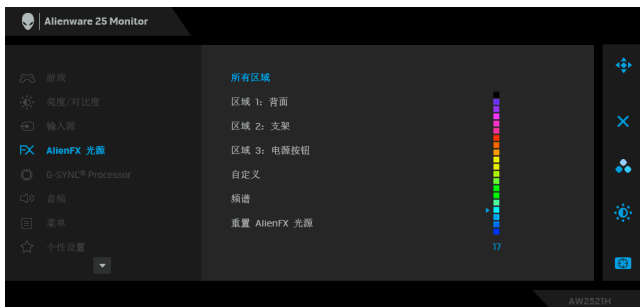 Alienware 25 Monitor
游戏
亮度/对比度
输入源
FX AlienFX 光源
G-SYNC® Processor
音频
菜单
个性设置
所有区域
区域 1: 背面
区域 2: 支架
区域 3: 电源按钮
自定义
频谱
重置 AlienFX 光源
17
AW2521H